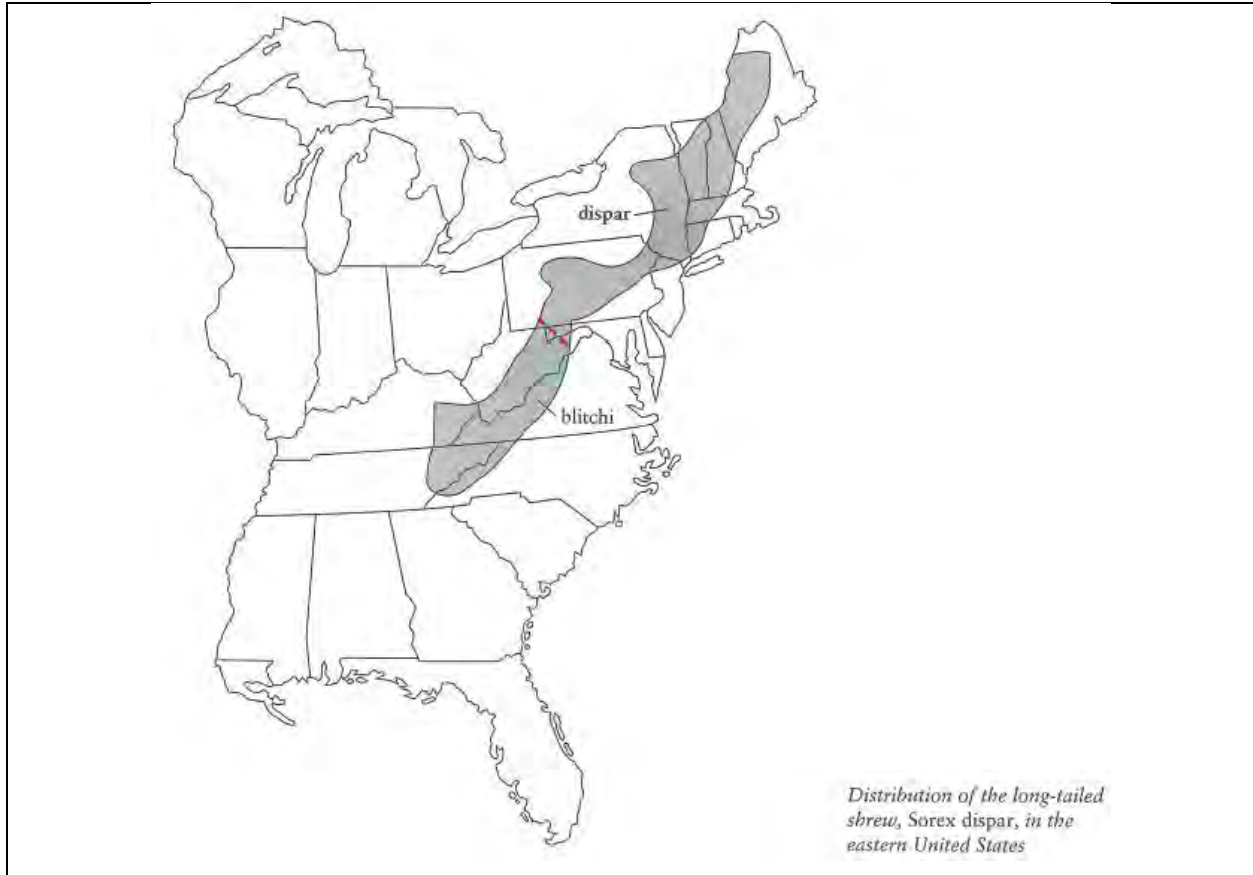 dispar
blitchi
Distribution of the long-tailed
shrew, Sorex dispar, in the
eastern United States